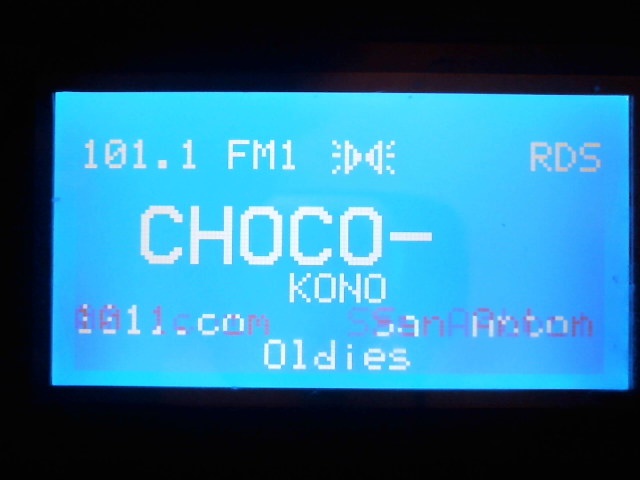 101.1 FM1 RDS
CHOCO-
KONO
Oldies